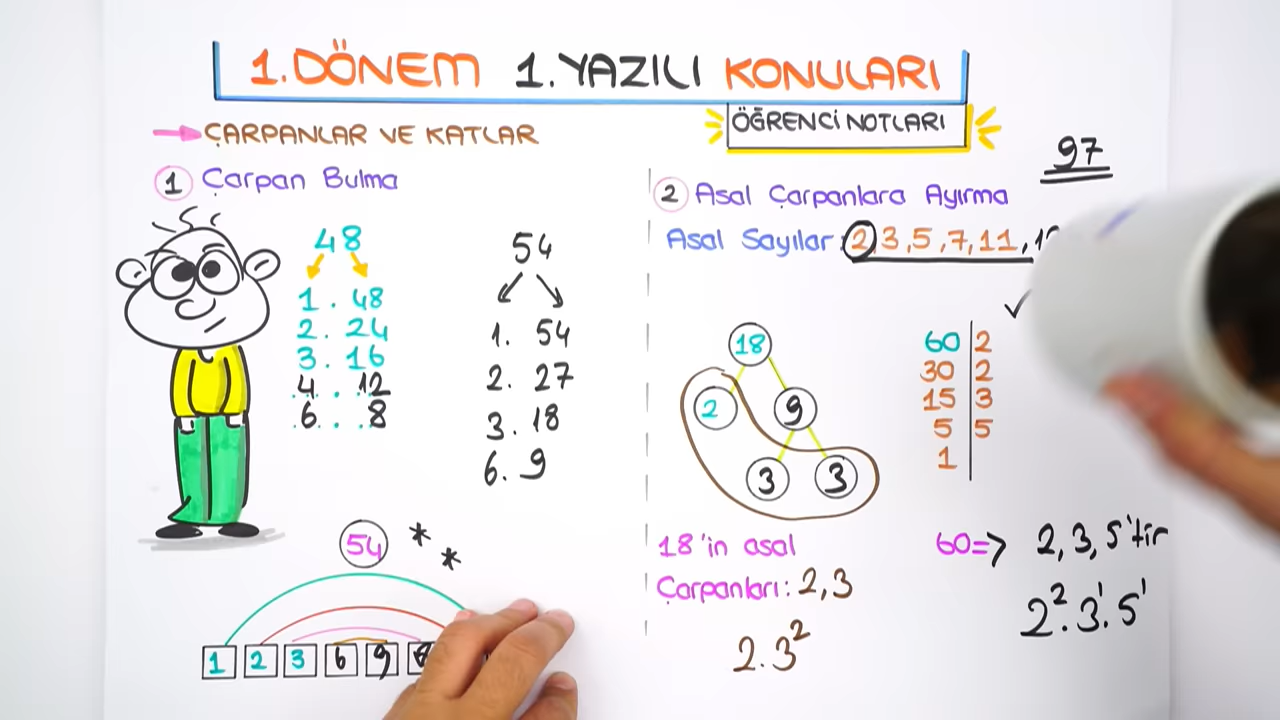 1.DÖNEM 1.YAZILI KONULARI
ÖĞRENCİ NOTLARI
ÇARPANLAR VE KATLAR
97
1 Çarpan Bulma
48
1 . 48
2 . 24
3 . 16
4 . 12
6 . 8
54
1. 54
2. 27
3. 18
6. 9
54 * *
1 2 3 6 9
2 Asal Çarpanlara Ayırma
Asal Sayılar: 2,3,5,7,11,
18
2 9
3 3
18'in asal
Çarpanları: 2,3
2.3²
✓
60 2
30 2
15 3
5 5
1
60=> 2,3,5'tir
2².3¹.5¹